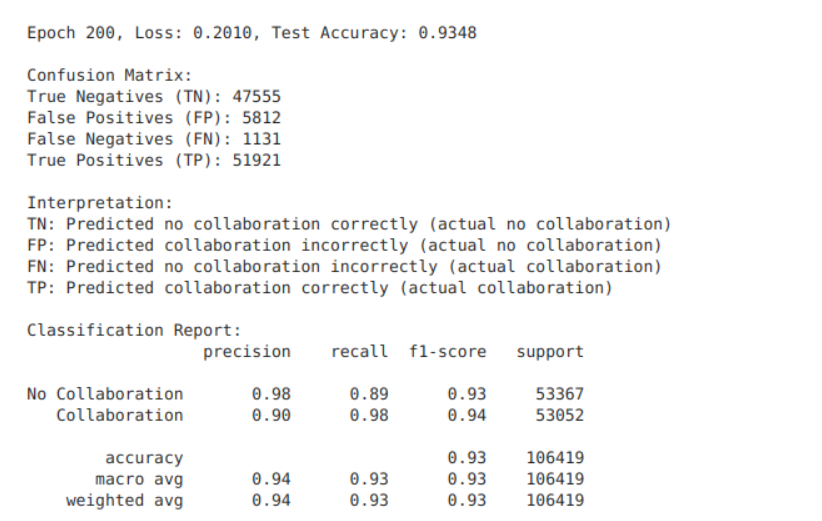 Epoch 200, Loss: 0.2010, Test Accuracy: 0.9348
Confusion Matrix:
True Negatives (TN): 47555
False Positives (FP): 5812
False Negatives (FN): 1131
True Positives (TP): 51921
Interpretation:
TN: Predicted no collaboration correctly (actual no collaboration)
FP: Predicted collaboration incorrectly (actual no collaboration)
FN: Predicted no collaboration incorrectly (actual collaboration)
TP: Predicted collaboration correctly (actual collaboration)
Classification Report:
precision recall f1-score support
No Collaboration 0.98 0.89 0.93 53367
Collaboration 0.90 0.98 0.94 53052
accuracy 0.93 106419
macro avg 0.94 0.93 0.93 106419
weighted avg 0.94 0.93 0.93 106419